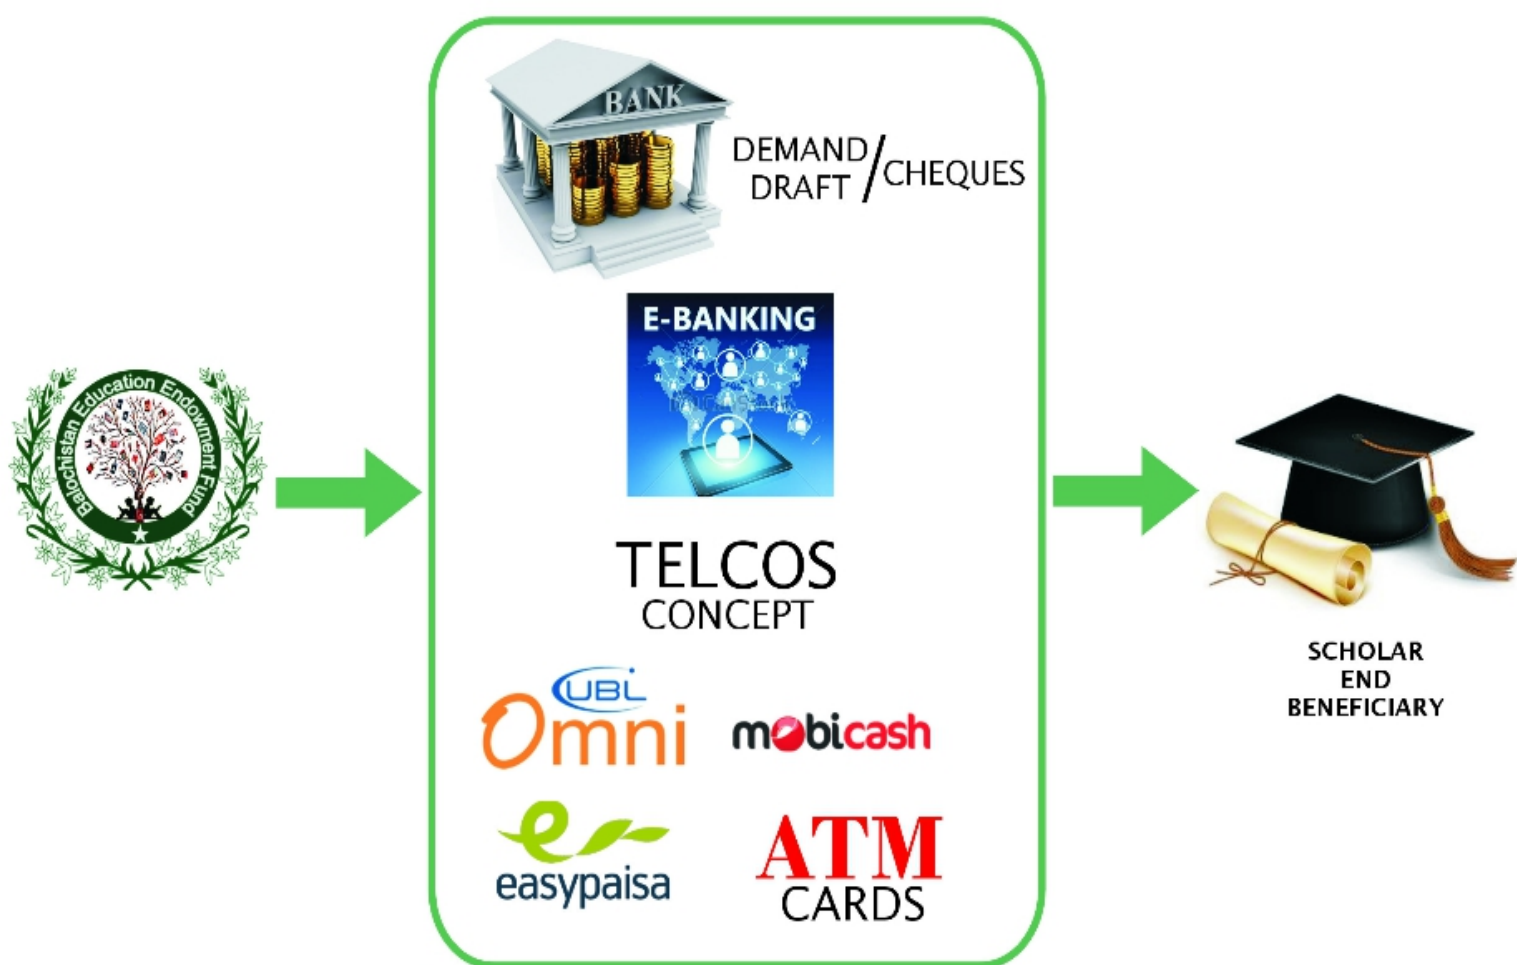 Balochistan Education Endowment Fund
BANK
DEMAND
DRAFT
/
CHEQUES
E-BANKING
TELCOS
CONCEPT
UBL
Omni
mobicash
easypaisa
ATM
CARDS
SCHOLAR
END
BENEFICIARY